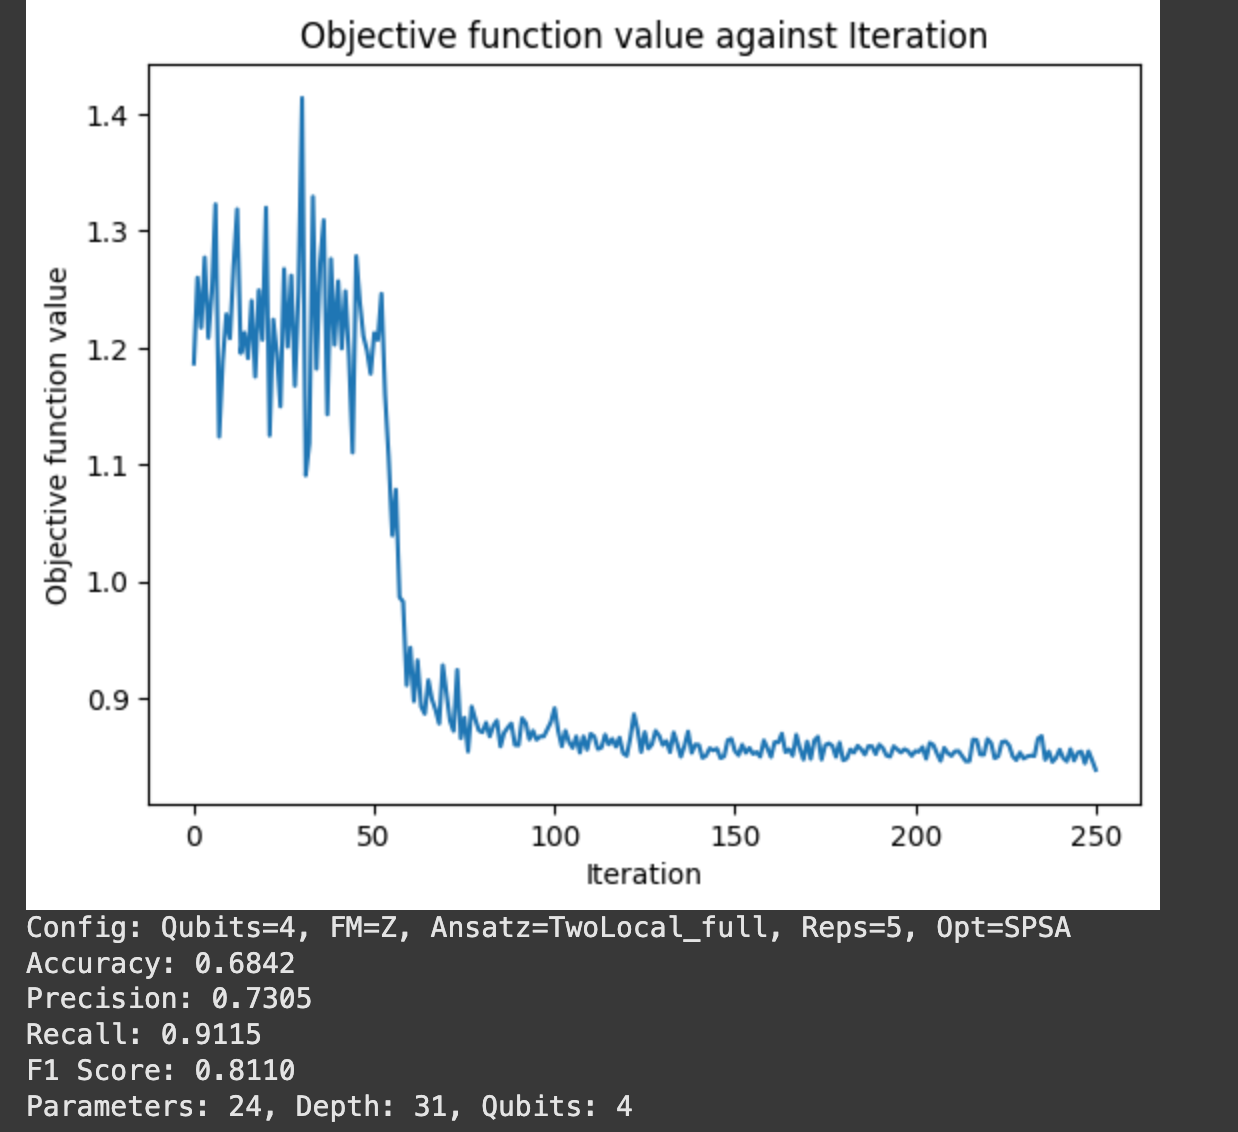 Objective function value against Iteration
1.4
1.3
1.2
1.1
1.0
0.9
Objective function value
0 50 100 150 200 250
Iteration
Config: Qubits=4, FM=Z, Ansatz=TwoLocal_full, Reps=5, Opt=SPSA
Accuracy: 0.6842
Precision: 0.7305
Recall: 0.9115
F1 Score: 0.8110
Parameters: 24, Depth: 31, Qubits: 4